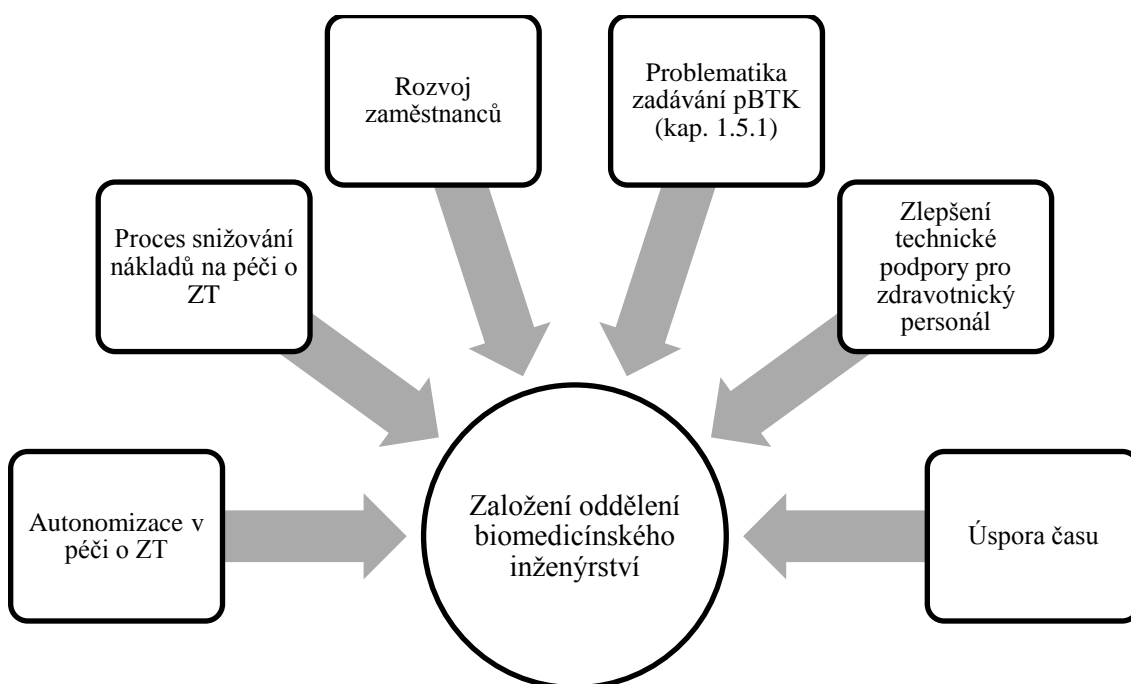 Rozvoj
zaměstnanců
Problematika
zadávání pBTK
(kap. 1.5.1)
Proces snižování
nákladů na péči o
ZT
Zlepšení
technické
podpory pro
zdravotnický
personál
Autonomizace v
péči o ZT
Založení oddělení
biomedicínského
inženýrství
Úspora času